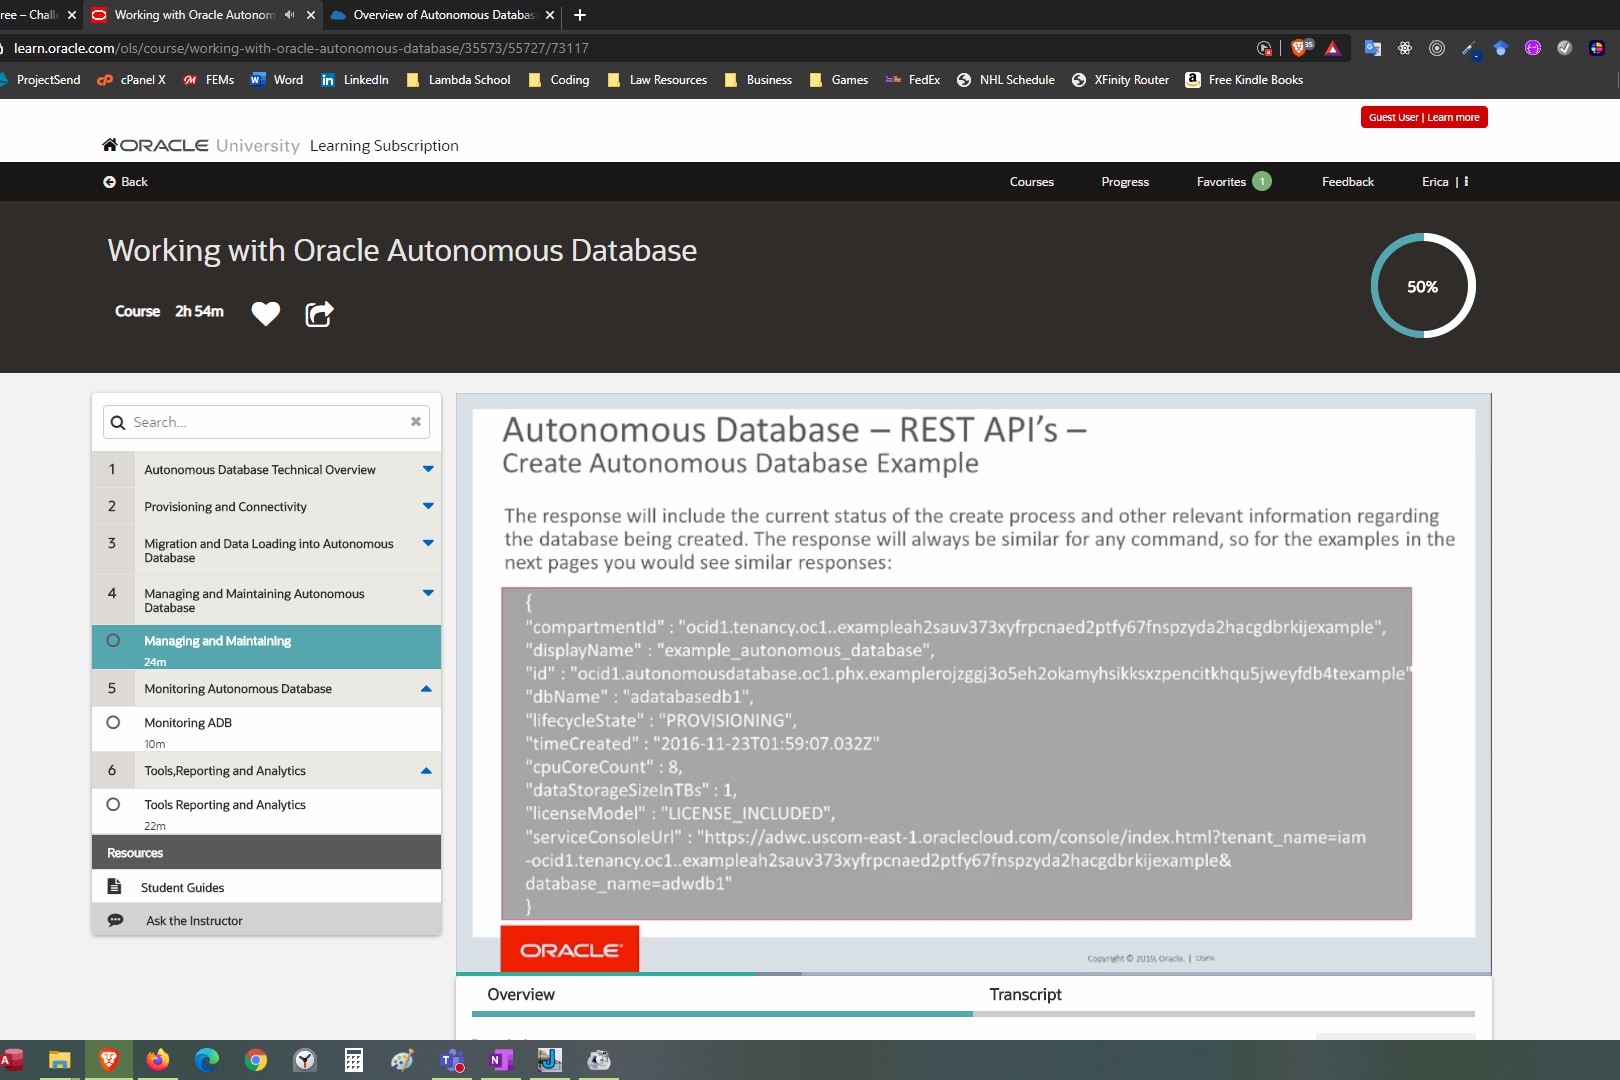 ree – Chall
Working with Oracle Autonom
Overview of Autonomous Databas
learn.oracle.com/ols/course/working-with-oracle-autonomous-database/35573/55727/73117
35
ProjectSend
cPanel X
FEMs
Word
LinkedIn
Lambda School
Coding
Law Resources
Business
Games
FedEx
NHL Schedule
XFinity Router
Free Kindle Books
Guest User | Learn more
ORACLE University Learning Subscription
Back
Courses
Progress
Favorites 1
Feedback
Erica |
Working with Oracle Autonomous Database
Course 2h 54m
50%
Search...
1 Autonomous Database Technical Overview
2 Provisioning and Connectivity
3 Migration and Data Loading into Autonomous
Database
4 Managing and Maintaining Autonomous
Database
Managing and Maintaining
24m
5 Monitoring Autonomous Database
Monitoring ADB
10m
6 Tools,Reporting and Analytics
Tools Reporting and Analytics
22m
Resources
Student Guides
Ask the Instructor
Autonomous Database – REST API’s –
Create Autonomous Database Example
The response will include the current status of the create process and other relevant information regarding
the database being created. The response will always be similar for any command, so for the examples in the
next pages you would see similar responses:
{
"compartmentId" : "ocid1.tenancy.oc1..exampleah2sauv373xyfrpcnaed2ptfy67fnspzyda2hacgdbrkijexample",
"displayName" : "example_autonomous_database",
"id" : "ocid1.autonomousdatabase.oc1.phx.examplerojzggj3o5eh2okamyhsikksxzpencitkhqu5jweyfdb4texample"
"dbName" : "adatabasedb1",
"lifecycleState" : "PROVISIONING",
"timeCreated" : "2016-11-23T01:59:07.032Z"
"cpuCoreCount" : 8,
"dataStorageSizeInTBs" : 1,
"licenseModel" : "LICENSE_INCLUDED",
"serviceConsoleUrl" : "https://adwc.uscom-east-1.oraclecloud.com/console/index.html?tenant_name=iam
-ocid1.tenancy.oc1..exampleah2sauv373xyfrpcnaed2ptfy67fnspzyda2hacgdbrkijexample&
database_name=adwdb1"
}
ORACLE
Copyright © 2019, Oracle. | OSPA
Overview
Transcript